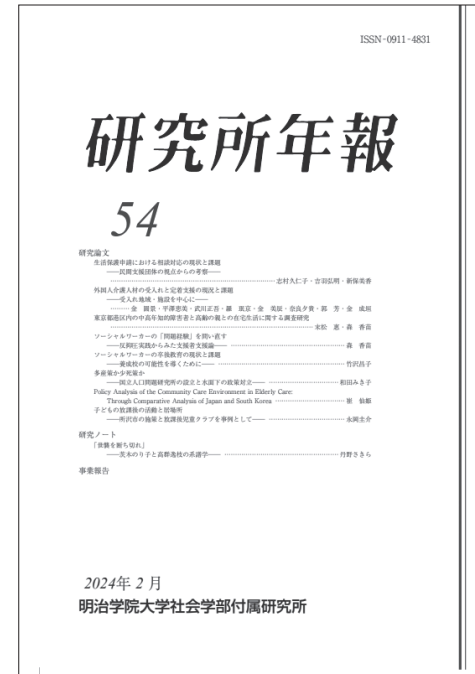 ISSN-0911-4831
研究所年報
54
研究論文
生活保護申請における相談対応の現状と課題
――民間支援団体の視点からの考察――
志村久仁子・吉羽弘明・新保美香
外国人介護人材の受入れと定着支援の現況と課題
――受入れ地域・施設を中心に――
金 圓景・平澤恵美・武川正吾・羅 珉京・金 美辰・奈良夕貴・郭 芳・金 成垣
東京都港区内の中高年知的障害者と高齢の親との在宅生活に関する調査研究
末松 恵・森 香苗
ソーシャルワーカーの「問題経験」を問い直す
――反抑圧実践からみた支援者支援論―― 森 香苗
ソーシャルワーカーの卒後教育の現状と課題
――養成校の可能性を導くために―― 竹沢昌子
多産策か少死策か
――国立人口問題研究所の設立と水面下の政策対立―― 和田みき子
Policy Analysis of the Community Care Environment in Elderly Care:
Through Comparative Analysis of Japan and South Korea 崔 仙姫
子どもの放課後の活動と居場所
――所沢市の施策と放課後児童クラブを事例として―― 永岡圭介
研究ノート
「世襲を断ち切れ」
――茨木のり子と高群逸枝の系譜学―― 丹野さきら
事業報告
2024年 2 月
明治学院大学社会学部付属研究所